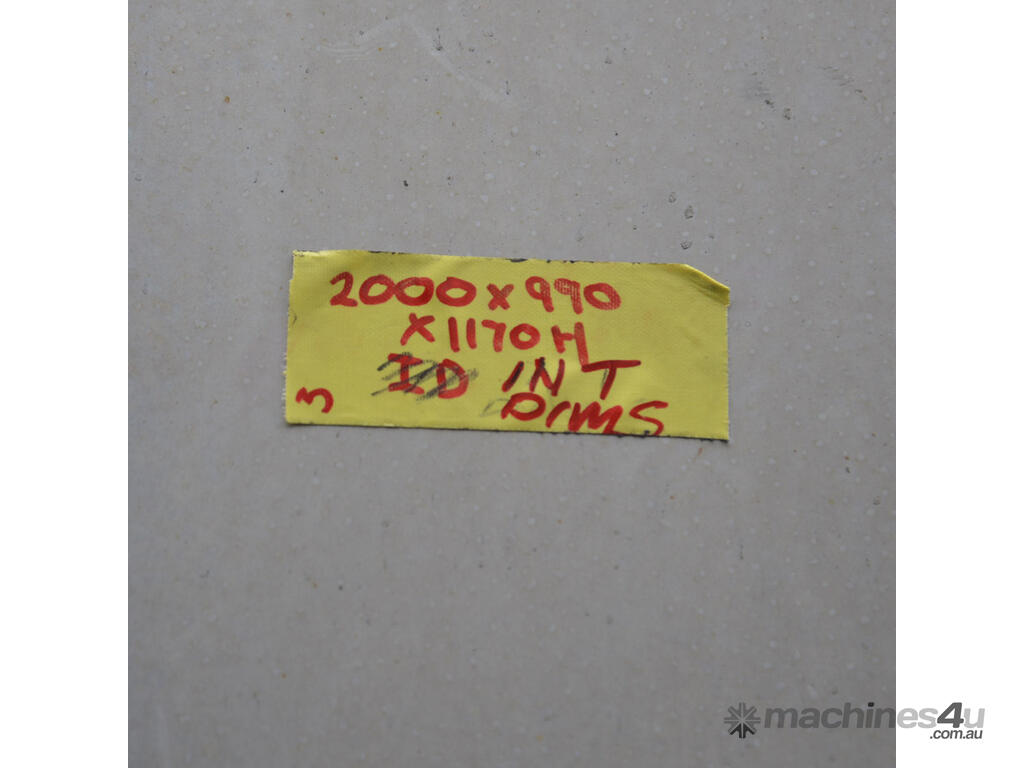 2000 x 990
x 1170 H
ID INT
DIMS
3
machines4u
.com.au